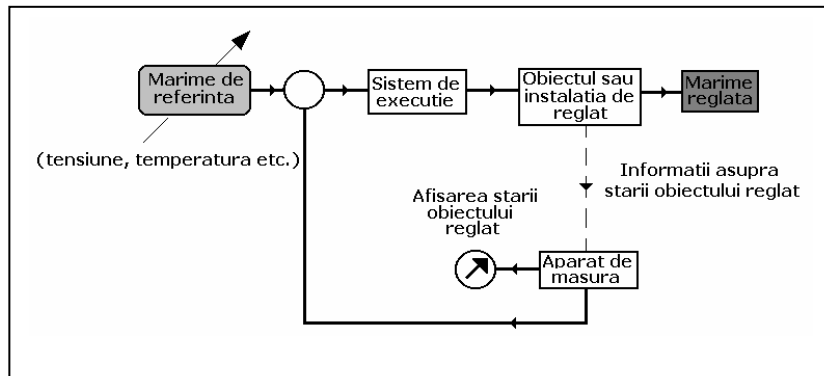 Marime de
referinta
Sistem de
executie
Obiectul sau
instalatia de
reglat
Marime
reglata
(tensiune, temperatura etc.)
Informatii asupra
starii obiectului reglat
Afisarea starii
obiectului
reglat
Aparat de
masura